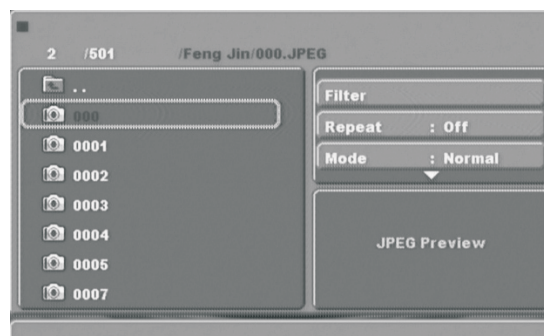 2 /501 /Feng Jin/000.JPEG
..
000
0001
0002
0003
0004
0005
0007
Filter
Repeat : Off
Mode : Normal
JPEG Preview